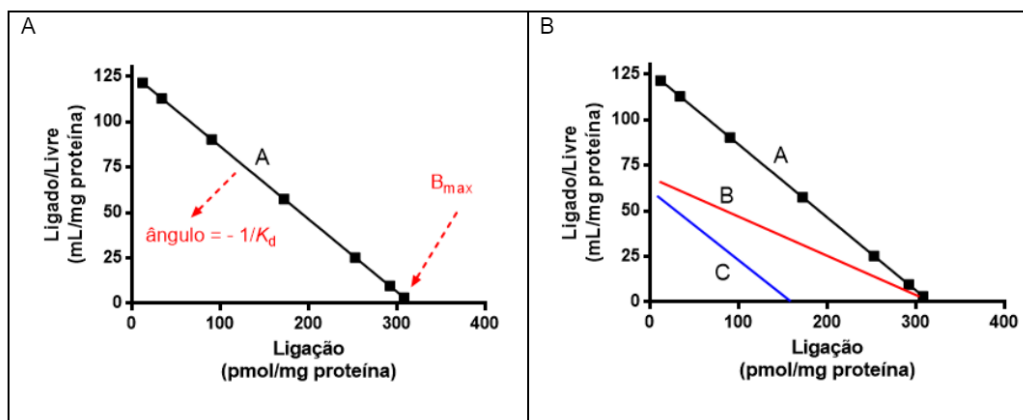 A
Ligado/Livre
(mL/mg proteína)
125
100
75
50
25
0
A
B_max
ângulo = - 1/K_d
0 100 200 300 400
Ligação
(pmol/mg proteína)
B
Ligado/Livre
(mL/mg proteína)
125
100
75
50
25
0
A
B
C
0 100 200 300 400
Ligação
(pmol/mg proteína)